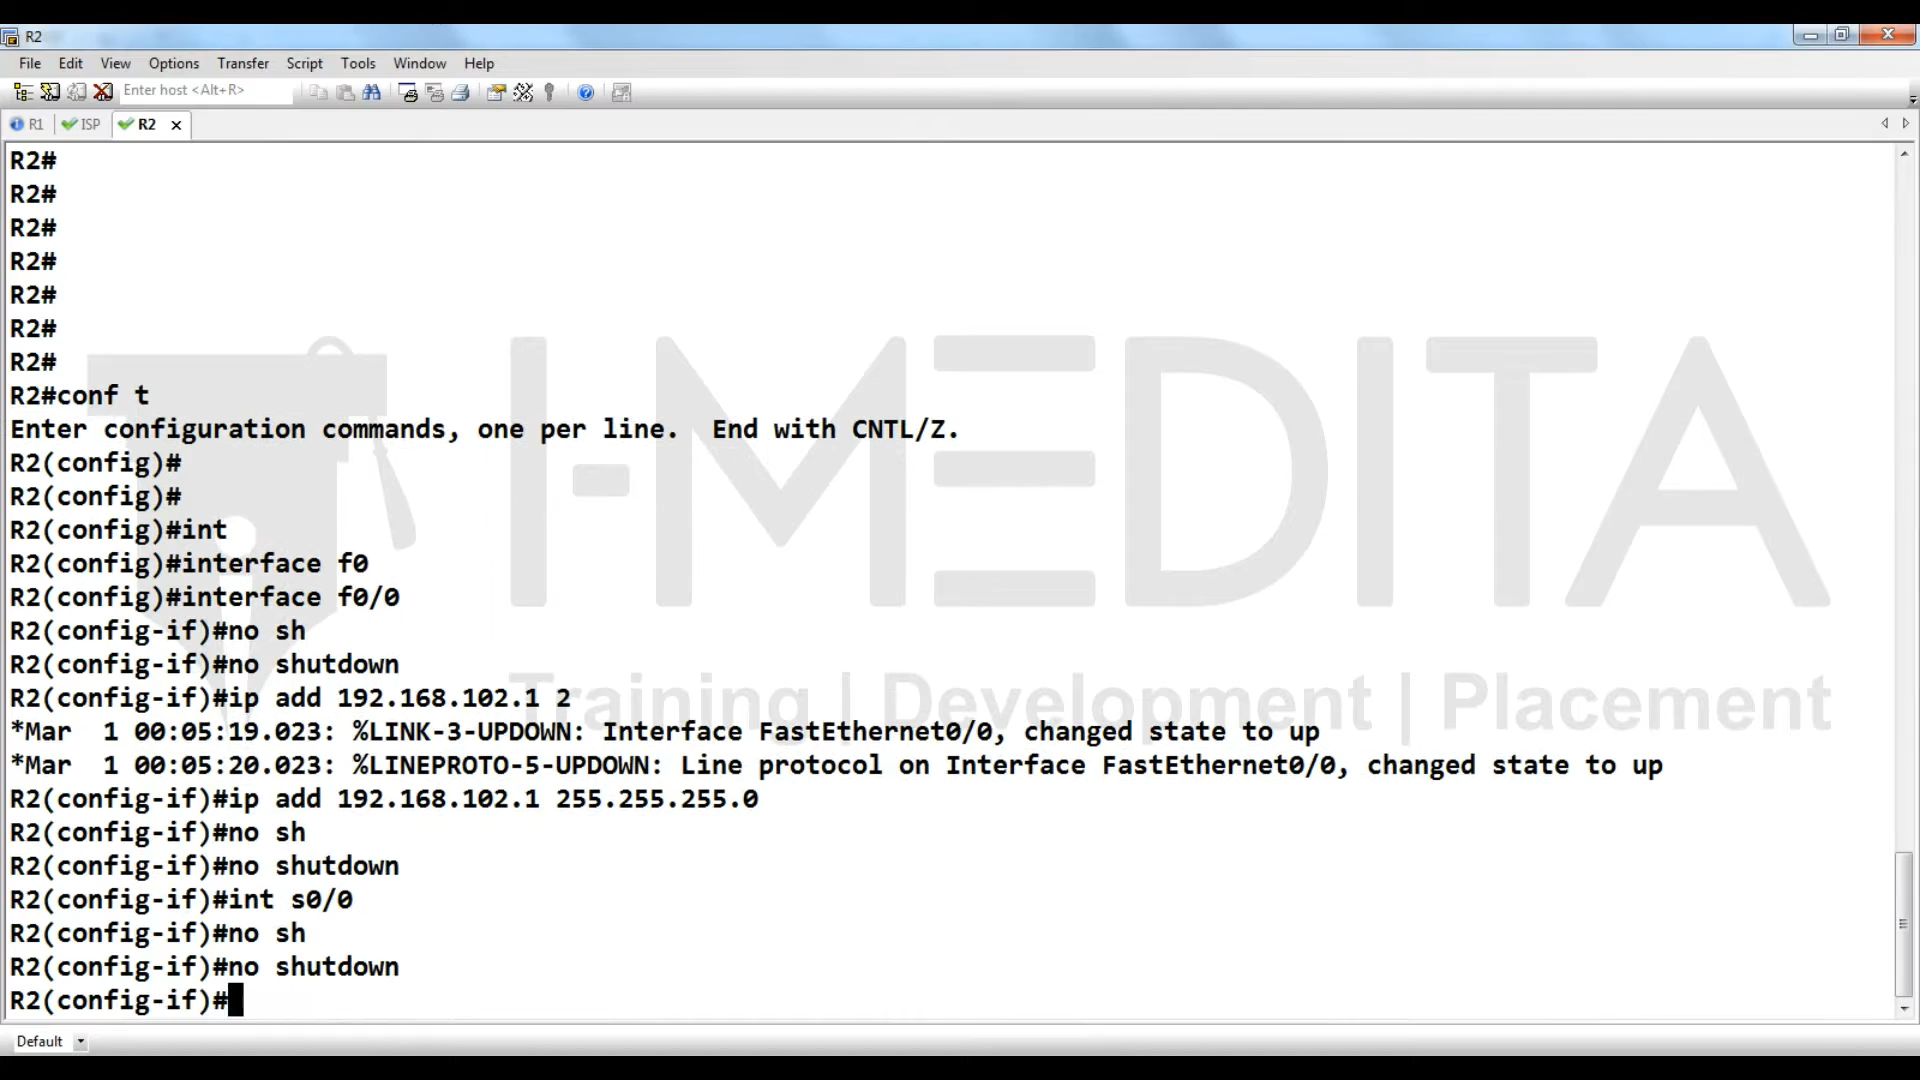 R2
File Edit View Options Transfer Script Tools Window Help
Enter host <Alt+R>
R1 ISP R2
R2#
R2#
R2#
R2#
R2#
R2#
R2#
R2#conf t
Enter configuration commands, one per line.  End with CNTL/Z.
R2(config)#
R2(config)#
R2(config)#int
R2(config)#interface f0
R2(config)#interface f0/0
R2(config-if)#no sh
R2(config-if)#no shutdown
R2(config-if)#ip add 192.168.102.1 2
*Mar  1 00:05:19.023: %LINK-3-UPDOWN: Interface FastEthernet0/0, changed state to up
*Mar  1 00:05:20.023: %LINEPROTO-5-UPDOWN: Line protocol on Interface FastEthernet0/0, changed state to up
R2(config-if)#ip add 192.168.102.1 255.255.255.0
R2(config-if)#no sh
R2(config-if)#no shutdown
R2(config-if)#int s0/0
R2(config-if)#no sh
R2(config-if)#no shutdown
R2(config-if)#
I-MEDITA
Training | Development | Placement
Default